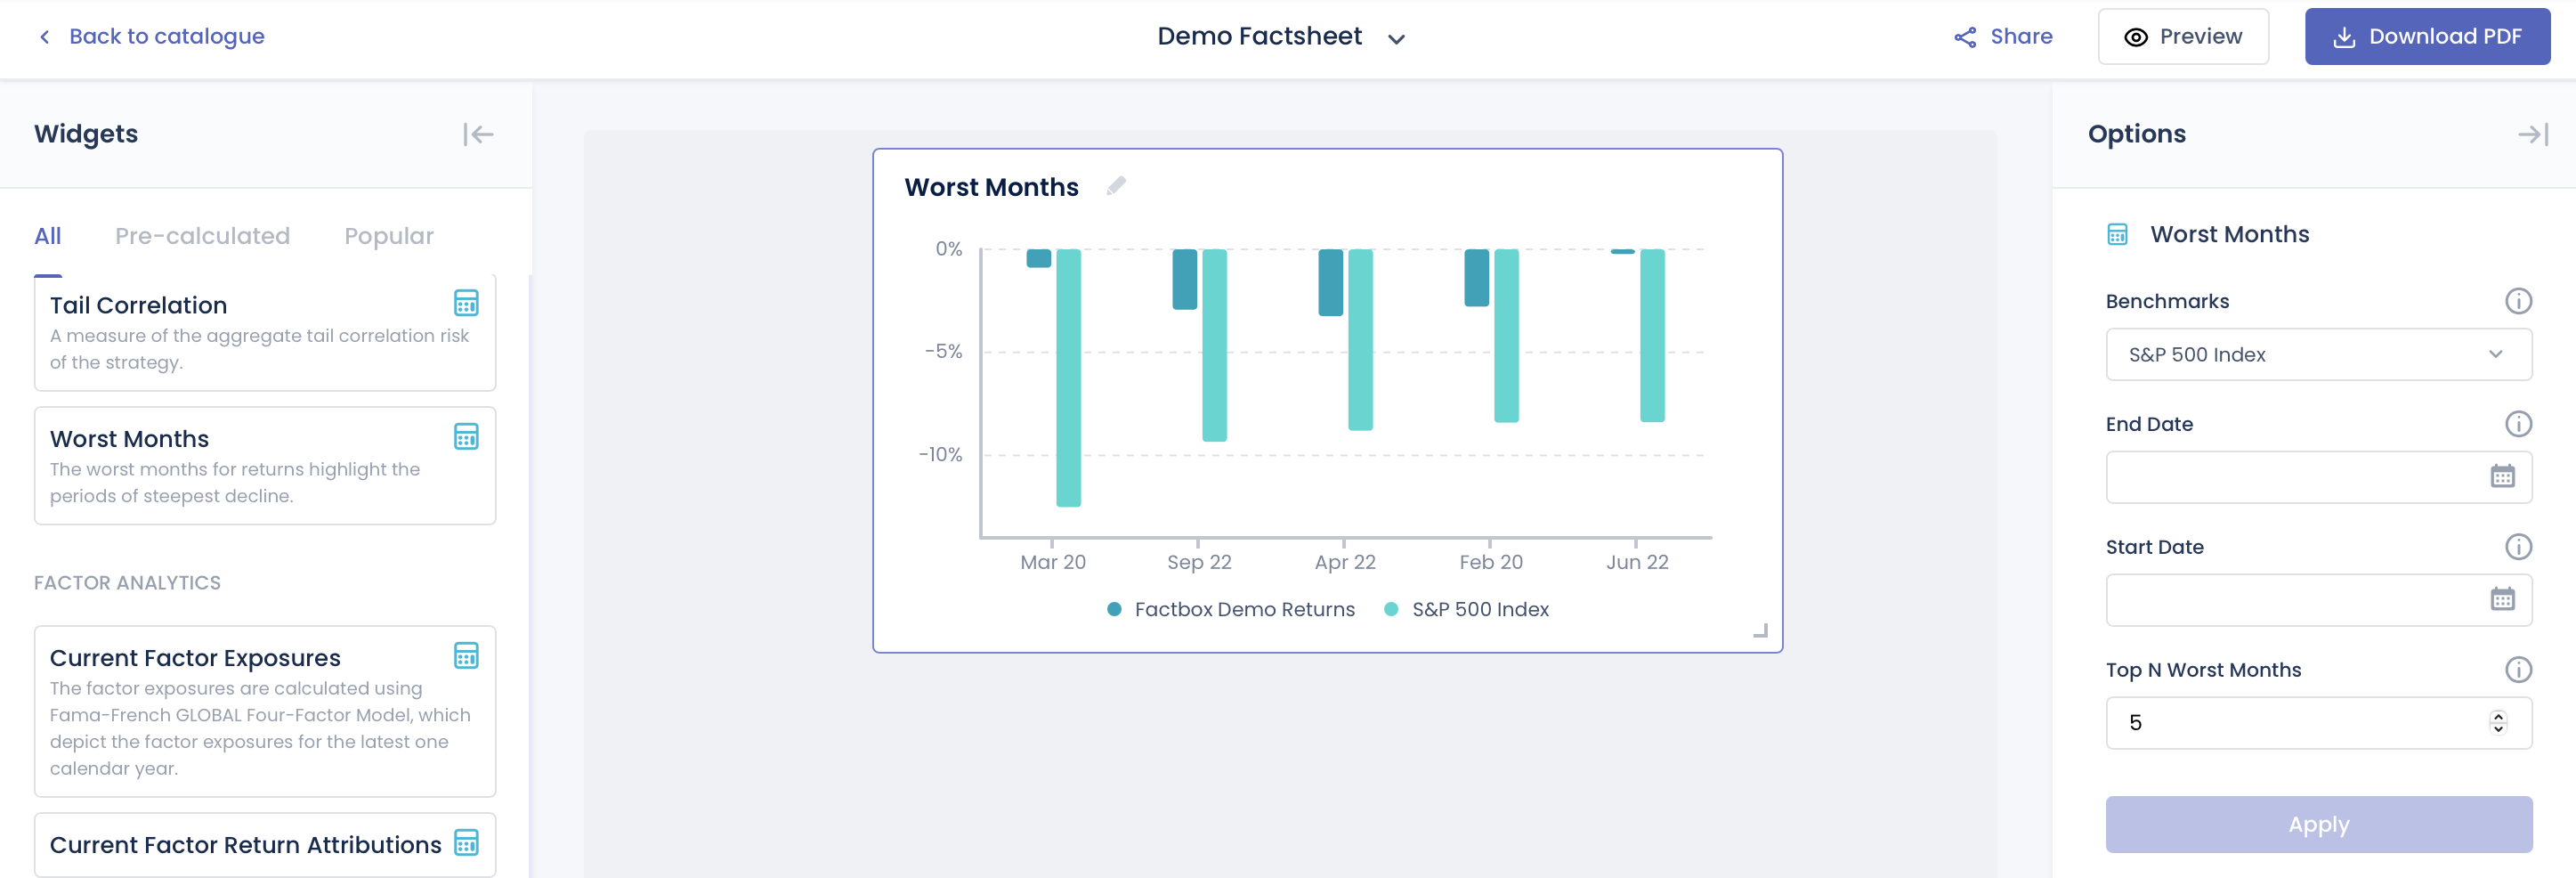 Back to catalogue
Demo Factsheet
Share
Preview
Download PDF
Widgets
All
Pre-calculated
Popular
Tail Correlation
A measure of the aggregate tail correlation risk
of the strategy.
Worst Months
The worst months for returns highlight the
periods of steepest decline.
FACTOR ANALYTICS
Current Factor Exposures
The factor exposures are calculated using
Fama-French GLOBAL Four-Factor Model, which
depict the factor exposures for the latest one
calendar year.
Current Factor Return Attributions
Worst Months
0%
-5%
-10%
Mar 20
Sep 22
Apr 22
Feb 20
Jun 22
Factbox Demo Returns
S&P 500 Index
Options
Worst Months
Benchmarks
S&P 500 Index
End Date
Start Date
Top N Worst Months
5
Apply